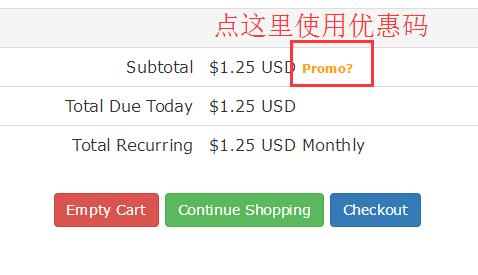 点这里使用优惠码
Subtotal $1.25 USD Promo?
Total Due Today $1.25 USD
Total Recurring $1.25 USD Monthly
Empty Cart Continue Shopping Checkout